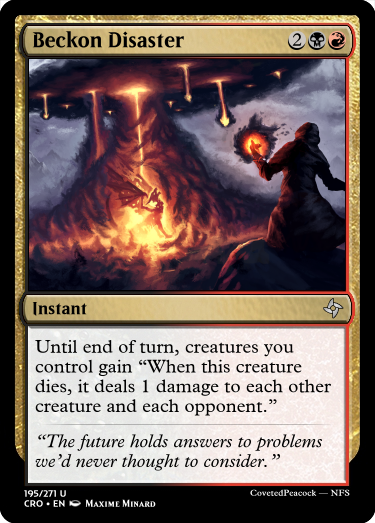 Beckon Disaster 2
Instant
Until end of turn, creatures you
control gain “When this creature
dies, it deals 1 damage to each other
creature and each opponent.”
“The future holds answers to problems
we’d never thought to consider.”
195/271 U
CRO • EN Maxime Minard
CovetedPeacock — NFS